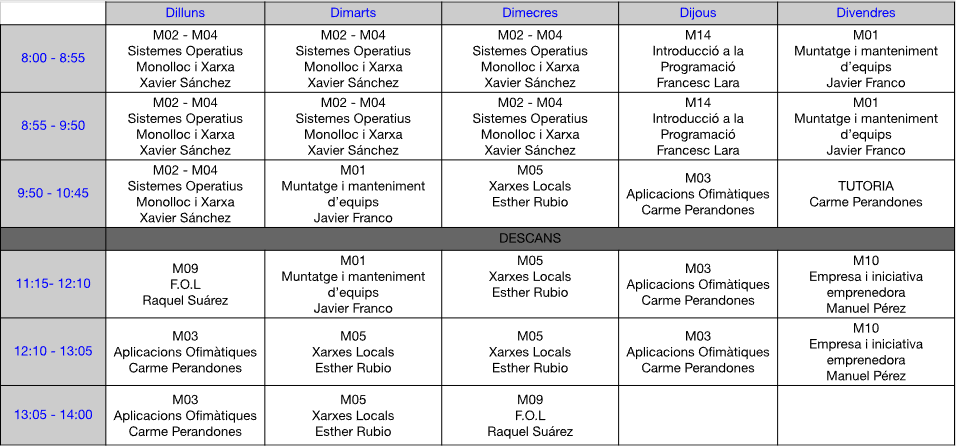 Dilluns Dimarts Dimecres Dijous Divendres
8:00 - 8:55
M02 - M04
Sistemes Operatius
Monolloc i Xarxa
Xavier Sánchez
M02 - M04
Sistemes Operatius
Monolloc i Xarxa
Xavier Sánchez
M02 - M04
Sistemes Operatius
Monolloc i Xarxa
Xavier Sánchez
M14
Introducció a la
Programació
Francesc Lara
M01
Muntatge i manteniment
d'equips
Javier Franco
8:55 - 9:50
M02 - M04
Sistemes Operatius
Monolloc i Xarxa
Xavier Sánchez
M02 - M04
Sistemes Operatius
Monolloc i Xarxa
Xavier Sánchez
M02 - M04
Sistemes Operatius
Monolloc i Xarxa
Xavier Sánchez
M14
Introducció a la
Programació
Francesc Lara
M01
Muntatge i manteniment
d'equips
Javier Franco
9:50 - 10:45
M02 - M04
Sistemes Operatius
Monolloc i Xarxa
Xavier Sánchez
M01
Muntatge i manteniment
d'equips
Javier Franco
M05
Xarxes Locals
Esther Rubio
M03
Aplicacions Ofimàtiques
Carme Perandones
TUTORIA
Carme Perandones
DESCANS
11:15- 12:10
M09
F.O.L
Raquel Suárez
M01
Muntatge i manteniment
d'equips
Javier Franco
M05
Xarxes Locals
Esther Rubio
M03
Aplicacions Ofimàtiques
Carme Perandones
M10
Empresa i iniciativa
emprenedora
Manuel Pérez
12:10 - 13:05
M03
Aplicacions Ofimàtiques
Carme Perandones
M05
Xarxes Locals
Esther Rubio
M05
Xarxes Locals
Esther Rubio
M03
Aplicacions Ofimàtiques
Carme Perandones
M10
Empresa i iniciativa
emprenedora
Manuel Pérez
13:05 - 14:00
M03
Aplicacions Ofimàtiques
Carme Perandones
M05
Xarxes Locals
Esther Rubio
M09
F.O.L
Raquel Suárez